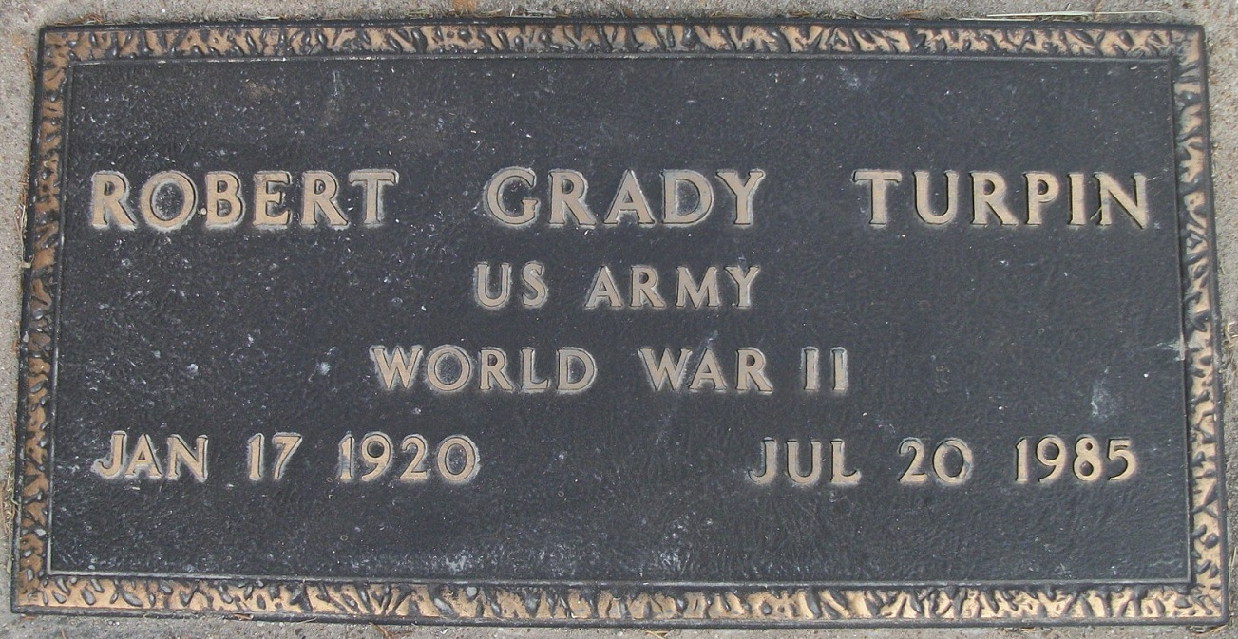 ROBERT GRADY TURPIN
US ARMY
WORLD WAR II
JAN 17 1920 JUL 20 1985